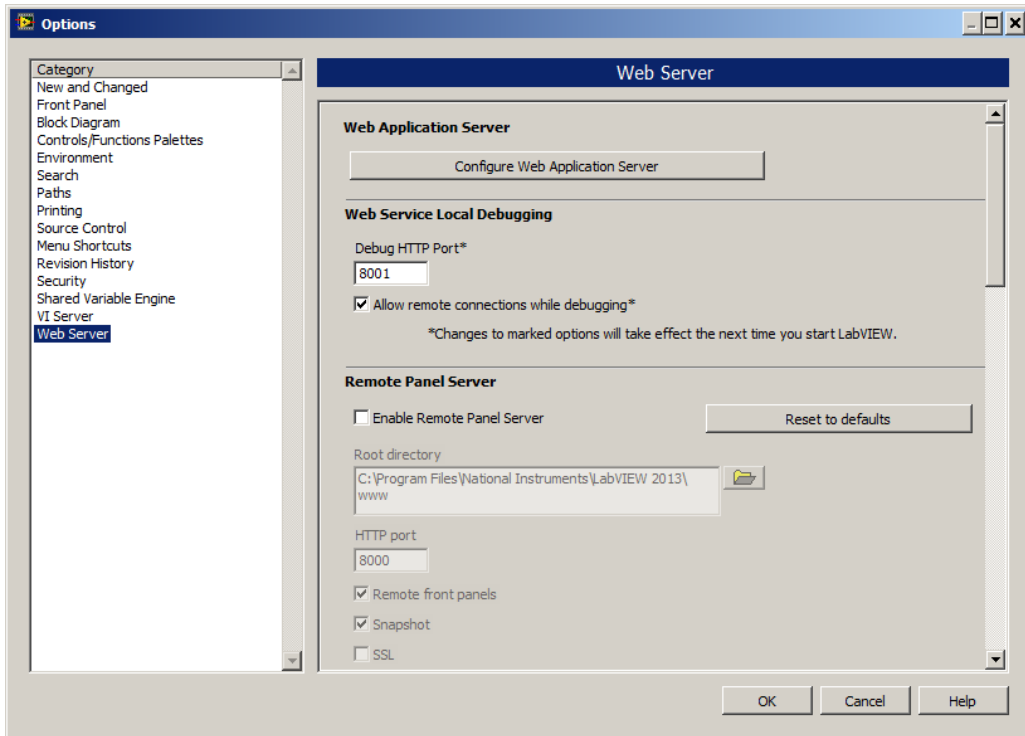 Options
Category
New and Changed
Front Panel
Block Diagram
Controls/Functions Palettes
Environment
Search
Paths
Printing
Source Control
Menu Shortcuts
Revision History
Security
Shared Variable Engine
VI Server
Web Server
Web Server
Web Application Server
Configure Web Application Server
Web Service Local Debugging
Debug HTTP Port*
8001
Allow remote connections while debugging*
*Changes to marked options will take effect the next time you start LabVIEW.
Remote Panel Server
Enable Remote Panel Server
Reset to defaults
Root directory
C:\Program Files\National Instruments\LabVIEW 2013\
www
HTTP port
8000
Remote front panels
Snapshot
SSL
OK
Cancel
Help